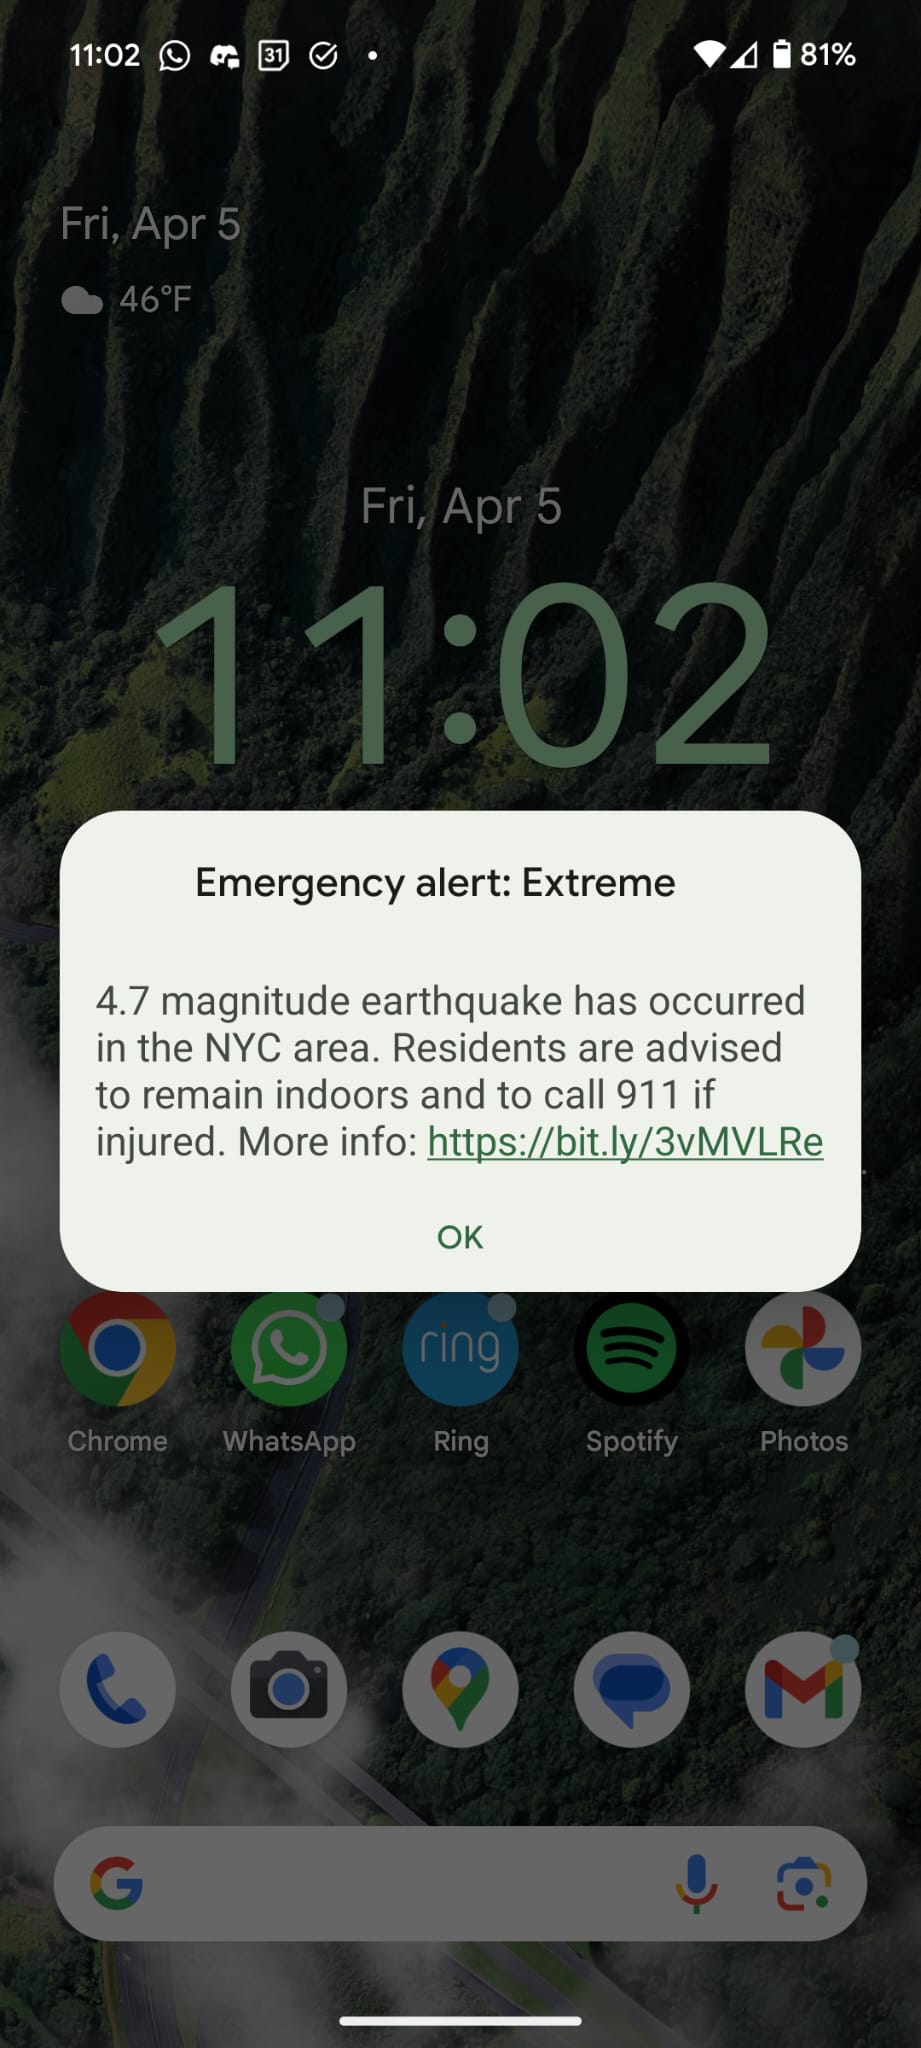 11:02 31 81%
Fri, Apr 5
46°F
Fri, Apr 5
11:02
Emergency alert: Extreme
4.7 magnitude earthquake has occurred
in the NYC area. Residents are advised
to remain indoors and to call 911 if
injured. More info: https://bit.ly/3vMVLRe
OK
ring
Chrome WhatsApp Ring Spotify Photos
G